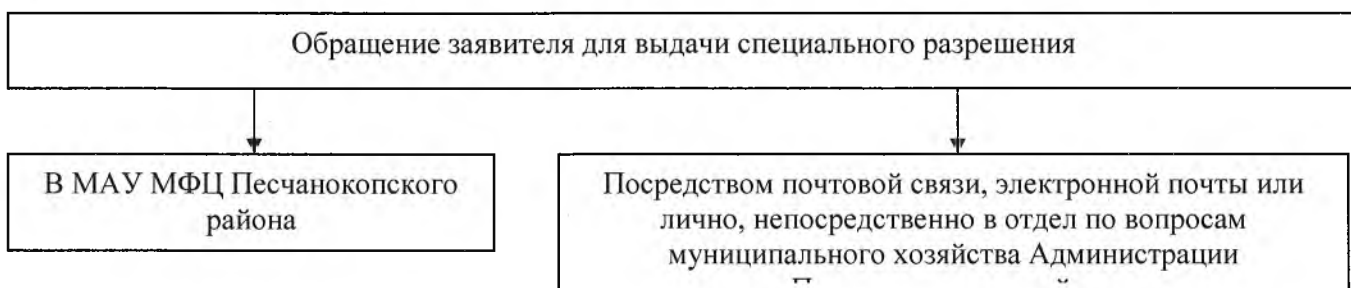 Обращение заявителя для выдачи специального разрешения
В МАУ МФЦ Песчанокопского
района
Посредством почтовой связи, электронной почты или
лично, непосредственно в отдел по вопросам
муниципального хозяйства Администрации